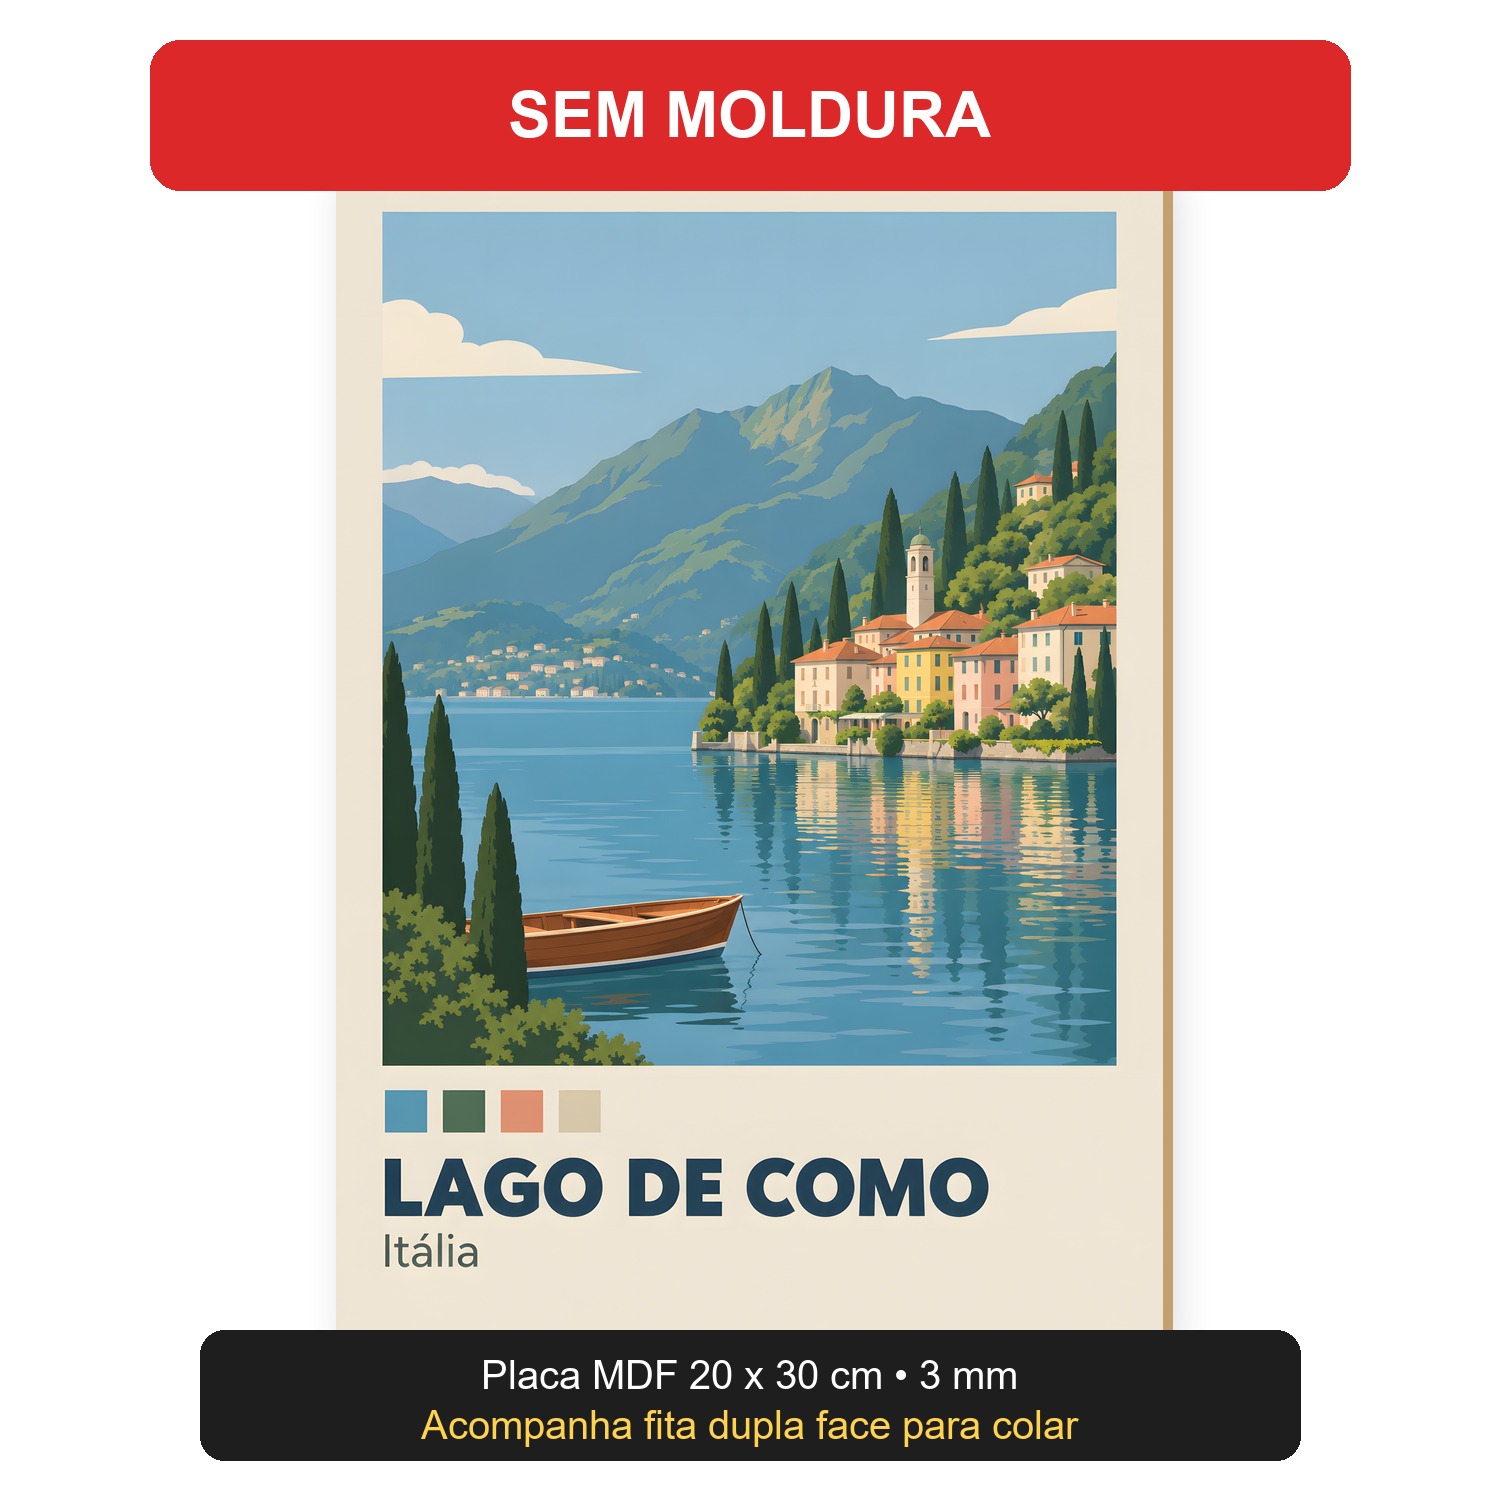 SEM MOLDURA
LAGO DE COMO
Itália
Placa MDF 20 x 30 cm • 3 mm
Acompanha fita dupla face para colar